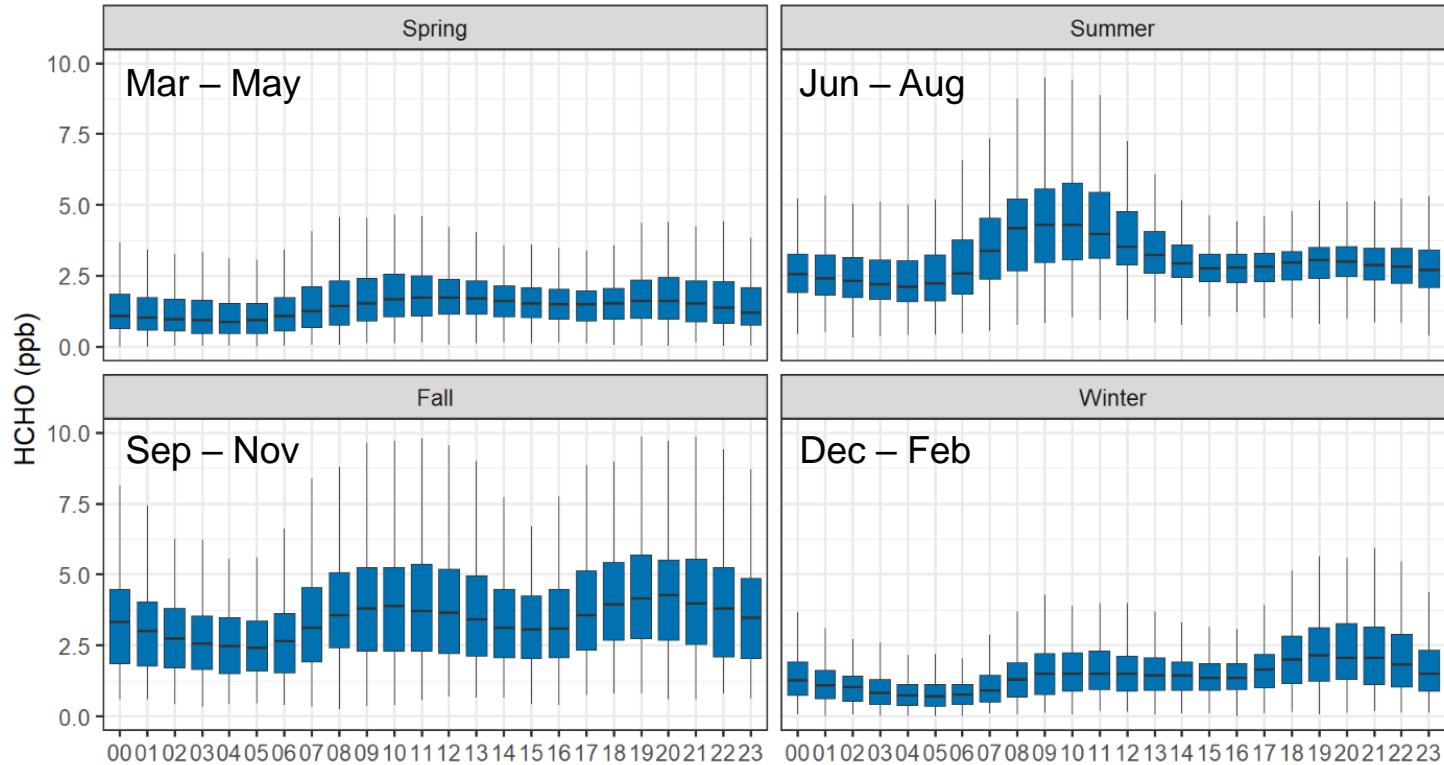 Spring
Summer
10.0
7.5
5.0
2.5
0.0
Mar – May
Jun – Aug
Fall
Winter
10.0
7.5
5.0
2.5
0.0
Sep – Nov
Dec – Feb
HCHO (ppb)
00 01 02 03 04 05 06 07 08 09 10 11 12 13 14 15 16 17 18 19 20 21 22 23
00 01 02 03 04 05 06 07 08 09 10 11 12 13 14 15 16 17 18 19 20 21 22 23